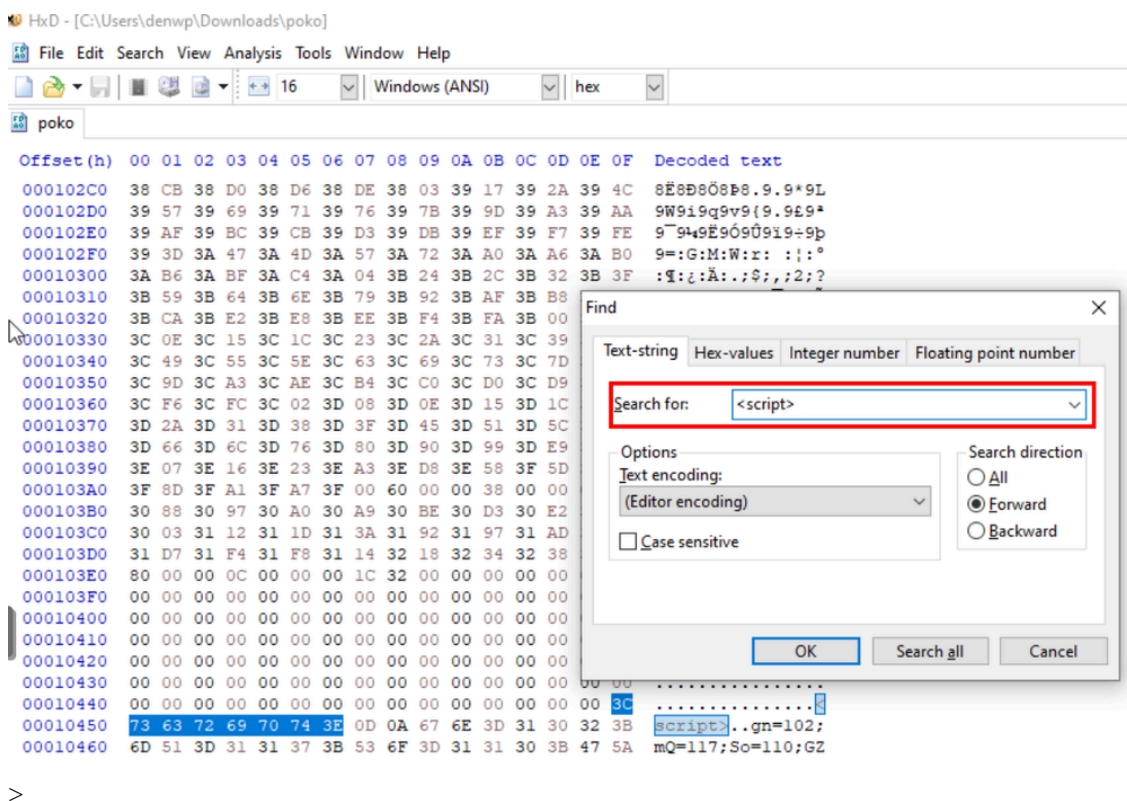 HxD - [C:\Users\denwp\Downloads\poko]
File Edit Search View Analysis Tools Window Help
16 Windows (ANSI) hex
poko
Offset(h) 00 01 02 03 04 05 06 07 08 09 0A 0B 0C 0D 0E 0F Decoded text
000102C0 38 CB 38 D0 38 D6 38 DE 38 03 39 17 39 2A 39 4C 8Ë8Ð8Ö8Þ8.9.9*9L
000102D0 39 57 39 69 39 71 39 76 39 7B 39 9D 39 A3 39 AA 9W9i9q9v9{9.9£9ª
000102E0 39 AF 39 BC 39 CB 39 D3 39 DB 39 EF 39 F7 39 FE 9¯9¼9Ë9Ó9Û9ï9÷9þ
000102F0 39 3D 3A 47 3A 4D 3A 57 3A 72 3A A0 3A A6 3A B0 9=:G:M:W:r: :¦:°
00010300 3A B6 3A BF 3A C4 3A 04 3B 24 3B 2C 3B 32 3B 3F :¶:¿:Ä:.;$;,;2;?
00010310 3B 59 3B 64 3B 6E 3B 79 3B 92 3B AF 3B B8
00010320 3B CA 3B E2 3B E8 3B EE 3B F4 3B FA 3B 00
00010330 3C 0E 3C 15 3C 1C 3C 23 3C 2A 3C 31 3C 39
00010340 3C 49 3C 55 3C 5E 3C 63 3C 69 3C 73 3C 7D
00010350 3C 9D 3C A3 3C AE 3C B4 3C C0 3C D0 3C D9
00010360 3C F6 3C FC 3C 02 3D 08 3D 0E 3D 15 3D 1C
00010370 3D 2A 3D 31 3D 38 3D 3F 3D 45 3D 51 3D 5C
00010380 3D 66 3D 6C 3D 76 3D 80 3D 90 3D 99 3D E9
00010390 3E 07 3E 16 3E 23 3E A3 3E D8 3E 58 3F 5D
000103A0 3F 8D 3F A1 3F A7 3F 00 60 00 00 38 00 00
000103B0 30 88 30 97 30 A0 30 A9 30 BE 30 D3 30 E2
000103C0 30 03 31 12 31 1D 31 3A 31 92 31 97 31 AD
000103D0 31 D7 31 F4 31 F8 31 14 32 18 32 34 32 38
000103E0 80 00 00 0C 00 00 00 1C 32 00 00 00 00 00
000103F0 00 00 00 00 00 00 00 00 00 00 00 00 00 00
00010400 00 00 00 00 00 00 00 00 00 00 00 00 00 00
00010410 00 00 00 00 00 00 00 00 00 00 00 00 00 00
00010420 00 00 00 00 00 00 00 00 00 00 00 00 00 00
00010430 00 00 00 00 00 00 00 00 00 00 00 00 00 00 00 00 ................
00010440 00 00 00 00 00 00 00 00 00 00 00 00 00 00 00 3C ...............<
00010450 73 63 72 69 70 74 3E 0D 0A 67 6E 3D 31 30 32 3B script>..gn=102;
00010460 6D 51 3D 31 31 37 3B 53 6F 3D 31 31 30 3B 47 5A mQ=117;So=110;GZ
Find
Text-string Hex-values Integer number Floating point number
Search for: <script>
Options
Text encoding:
(Editor encoding)
Case sensitive
Search direction
All
Forward
Backward
OK Search all Cancel
>